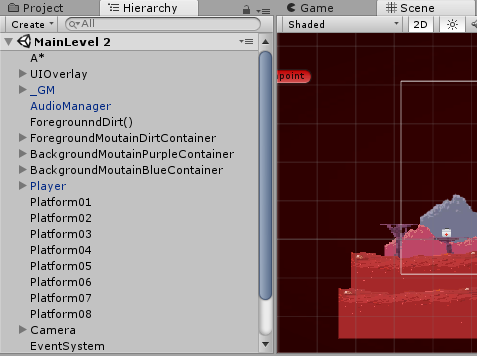 Project Hierarchy Game Scene
Create All Shaded 2D
MainLevel 2
A*
UIOverlay
_GM
AudioManager
ForegrounndDirt()
ForegroundMoutainDirtContainer
BackgroundMoutainPurpleContainer
BackgroundMoutainBlueContainer
Player
Platform01
Platform02
Platform03
Platform04
Platform05
Platform06
Platform07
Platform08
Camera
EventSystem
point